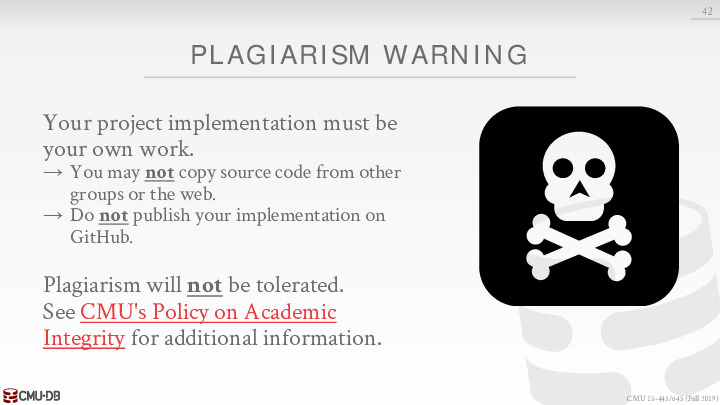 42
PLAGIARISM WARNING
Your project implementation must be
your own work.
→ You may not copy source code from other
groups or the web.
→ Do not publish your implementation on
GitHub.
Plagiarism will not be tolerated.
See CMU's Policy on Academic
Integrity for additional information.
CMU·DB
CMU 15-445/645 (Fall 2019)